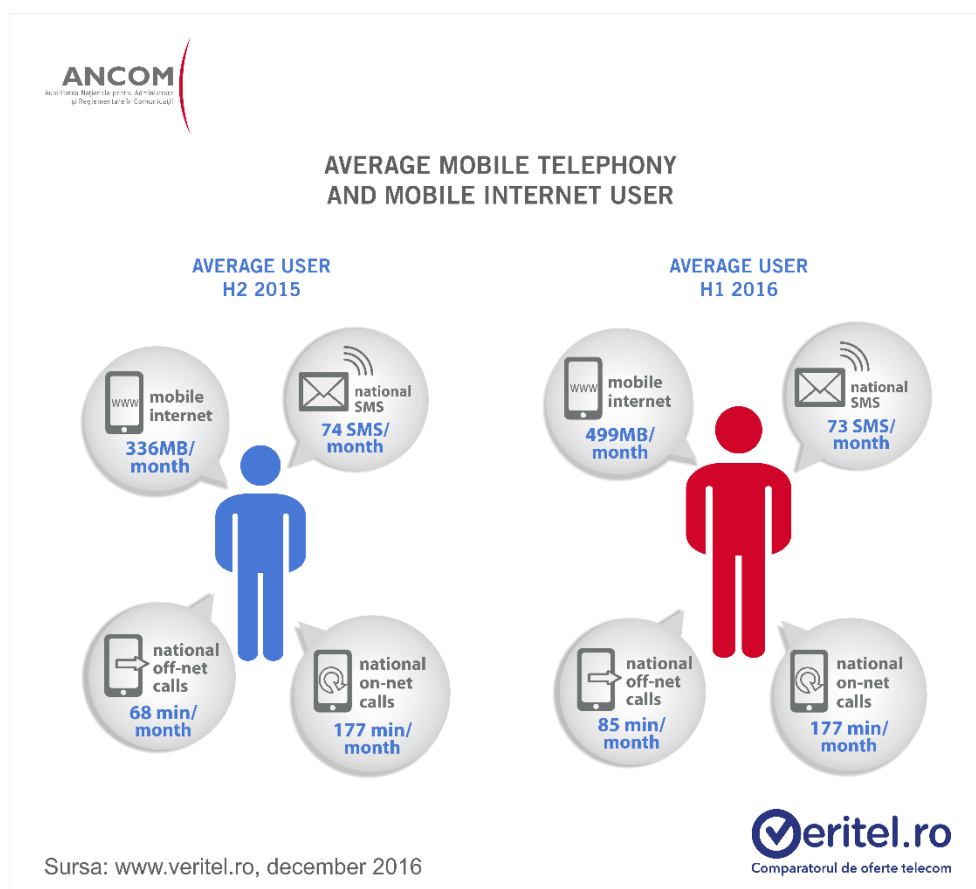 ANCOM
Autoritatea Națională pentru Administrare
și Reglementare în Comunicații
AVERAGE MOBILE TELEPHONY
AND MOBILE INTERNET USER
AVERAGE USER
H2 2015
www
mobile
internet
336MB/
month
national
SMS
74 SMS/
month
national
off-net
calls
68 min/
month
national
on-net
calls
177 min/
month
AVERAGE USER
H1 2016
www
mobile
internet
499MB/
month
national
SMS
73 SMS/
month
national
off-net
calls
85 min/
month
national
on-net
calls
177 min/
month
Sursa: www.veritel.ro, december 2016
Veritel.ro
Comparatorul de oferte telecom